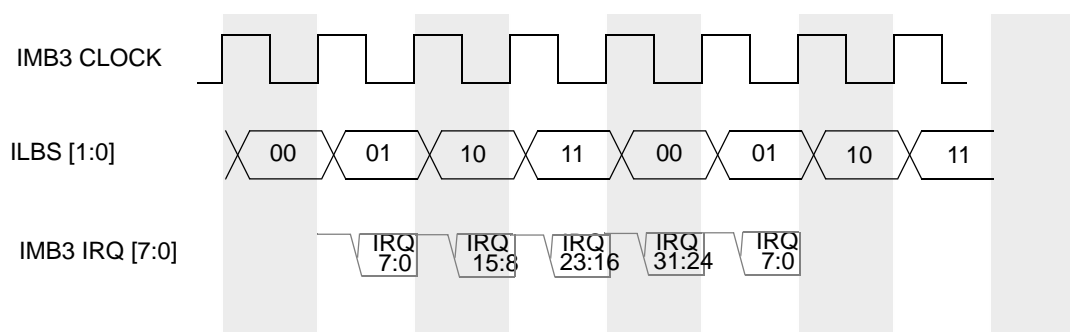 IMB3 CLOCK
ILBS [1:0] 00 01 10 11 00 01 10 11
IMB3 IRQ [7:0] IRQ IRQ IRQ IRQ IRQ
7:0 15:8 23:16 31:24 7:0